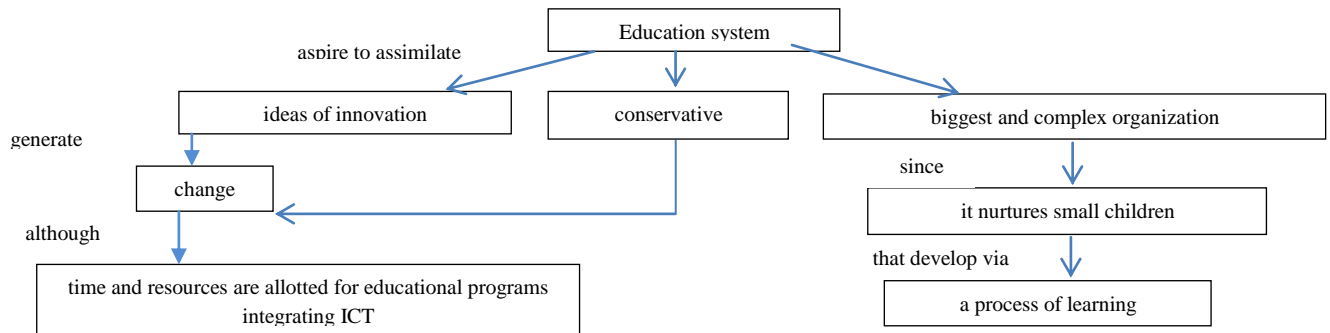 Education system
aspire to assimilate
ideas of innovation
conservative
biggest and complex organization
generate
since
change
it nurtures small children
although
that develop via
time and resources are allotted for educational programs
integrating ICT
a process of learning